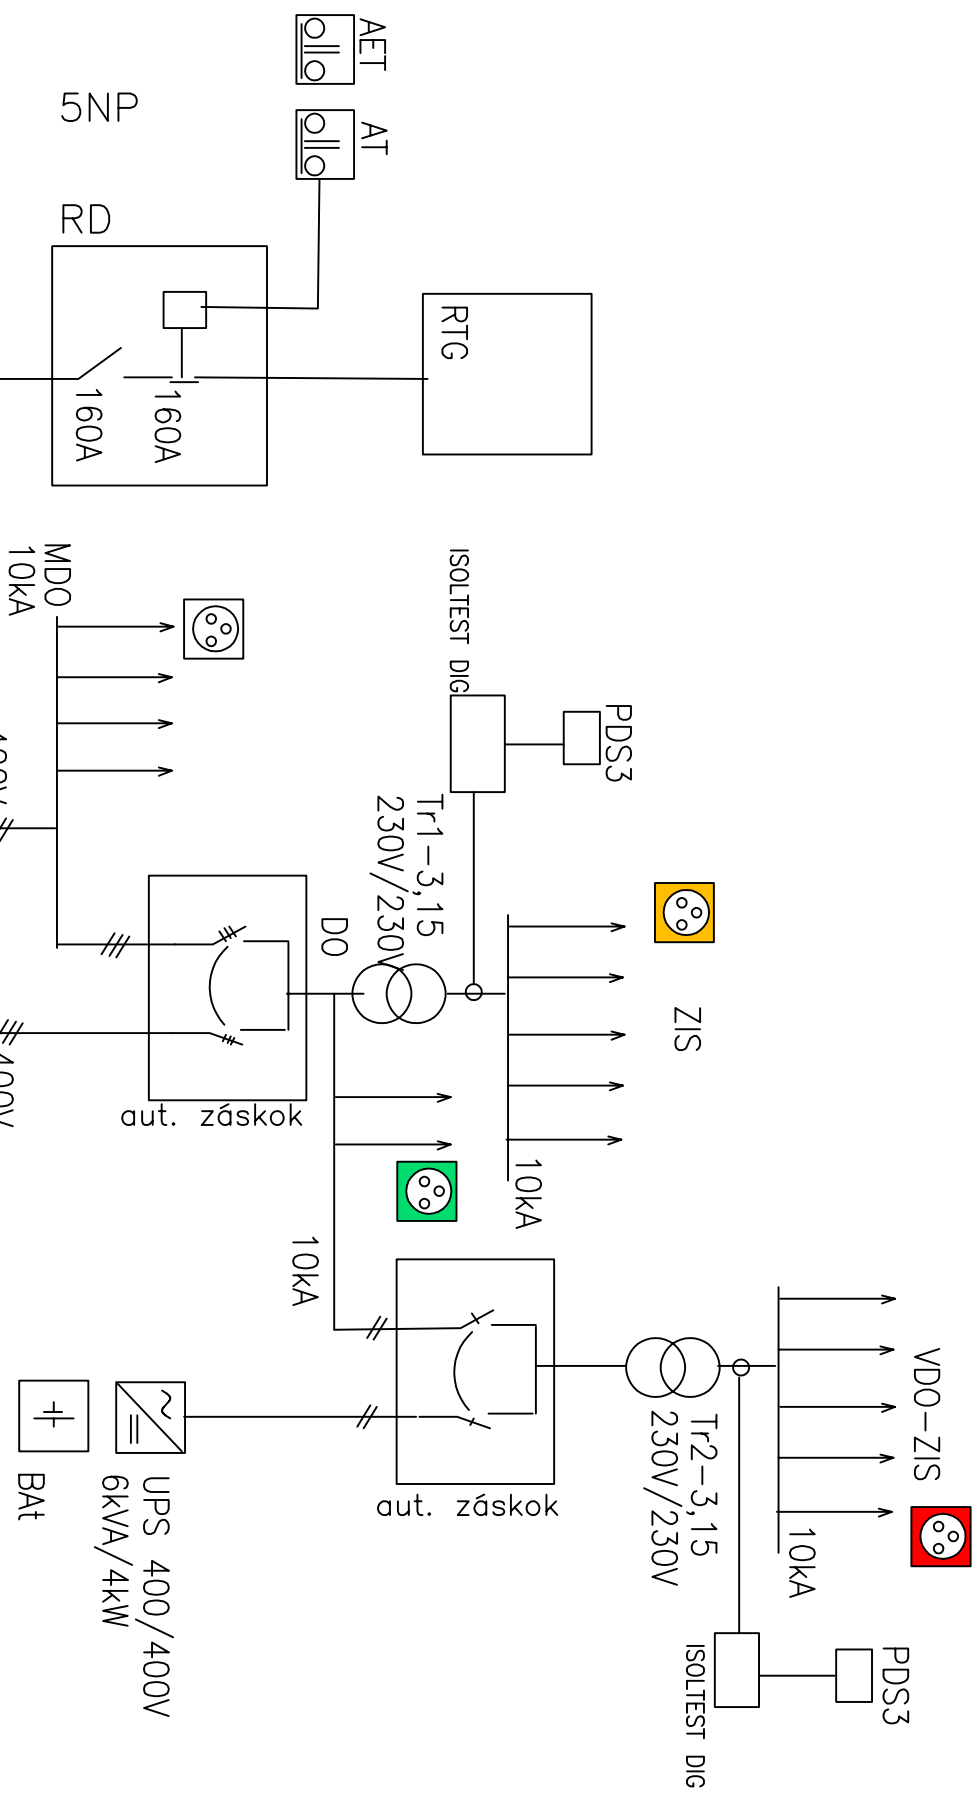 AET
AT
5NP
RD
RTG
160A
160A
MDO
10kA
ISOLTEST DIG
PDS3
Tr1-3,15
230V/230V
DO
ZIS
10kA
400V
400V
aut. záskok
10kA
VDO-ZIS
10kA
Tr2-3,15
230V/230V
aut. záskok
UPS 400/400V
6kVA/4kW
BAt
PDS3
ISOLTEST DIG